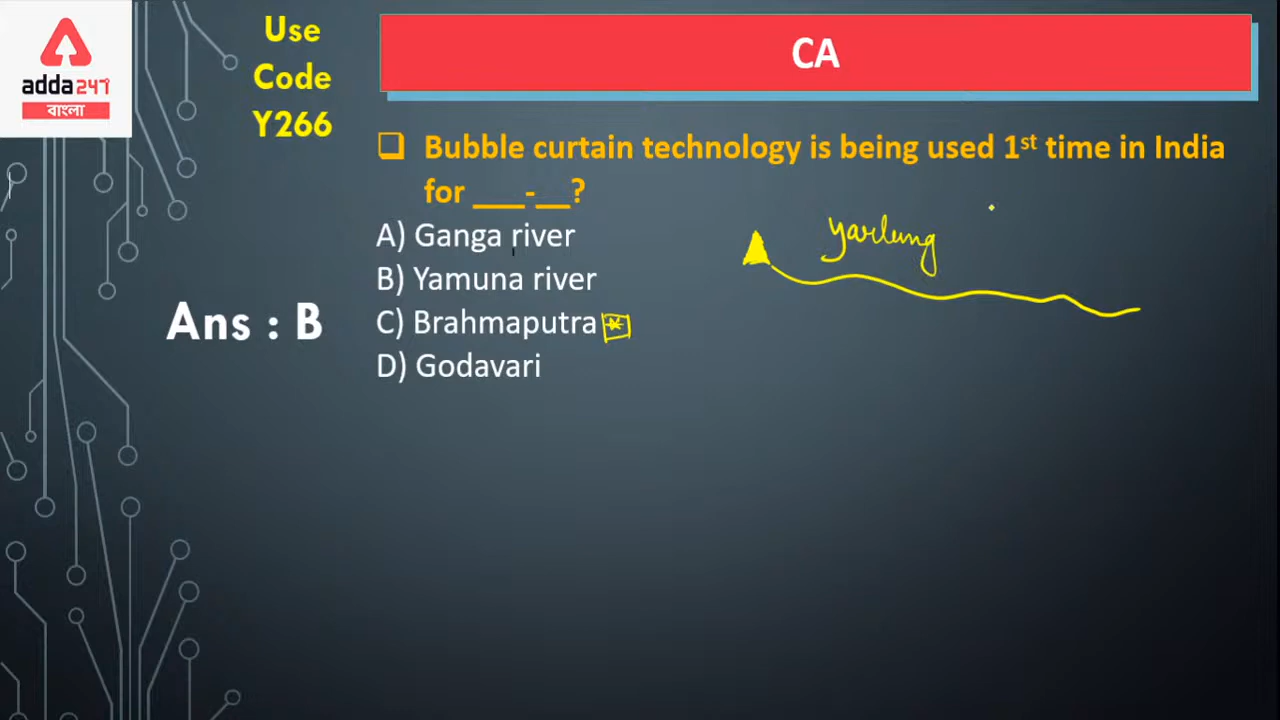 adda247
বাংলা
Use
Code
Y266
CA
Bubble curtain technology is being used 1st time in India
for ___-__?
A) Ganga river
B) Yamuna river
C) Brahmaputra
D) Godavari
Ans : B
yarlung